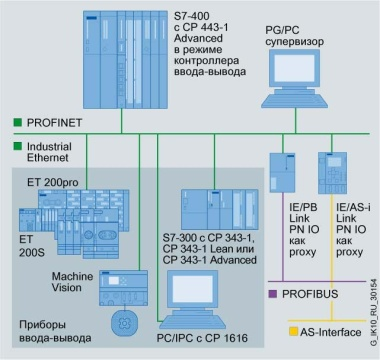 S7-400
с CP 443-1
Advanced
в режиме
контроллера
ввода-вывода
PG/PC
супервизор
PROFINET
Industrial
Ethernet
ET 200pro
ET
200S
S7-300 с CP 343-1,
CP 343-1 Lean или
CP 343-1 Advanced
IE/PB
Link
PN IO
как
proxy
IE/AS-i
Link
PN IO
как
proxy
Machine
Vision
PROFIBUS
Приборы
ввода-вывода
PC/IPC с CP 1616
AS-Interface
G_IK10_RU_30154